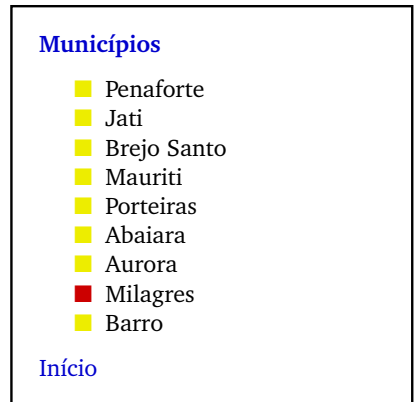 Municípios
Penaforte
Jati
Brejo Santo
Mauriti
Porteiras
Abaiara
Aurora
Milagres
Barro
Início